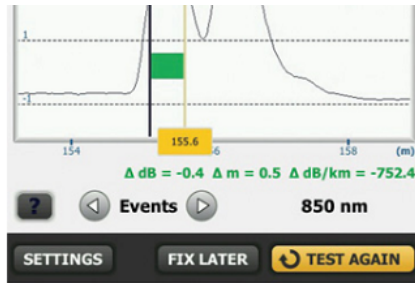 1
-1
154 155.6 6 158 (m)
Δ dB = -0.4 Δ m = 0.5 Δ dB/km = -752.4
? Events 850 nm
SETTINGS FIX LATER TEST AGAIN